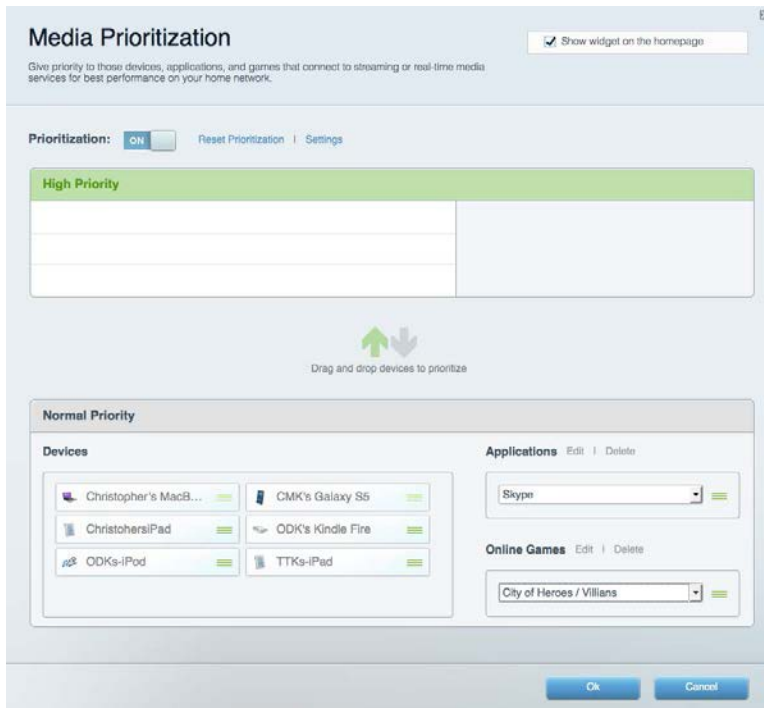 Media Prioritization
Show widget on the homepage
Give priority to those devices, applications, and games that connect to streaming or real-time media
services for best performance on your home network.
Prioritization: ON Reset Prioritization | Settings
High Priority
Drag and drop devices to prioritize
Normal Priority
Devices
Applications Edit | Delete
Christopher's MacB... CMK's Galaxy S5
Skype
ChristohersiPad ODK's Kindle Fire
ODKs-iPod TTKs-iPad
Online Games Edit | Delete
City of Heroes / Villians
Ok Cancel